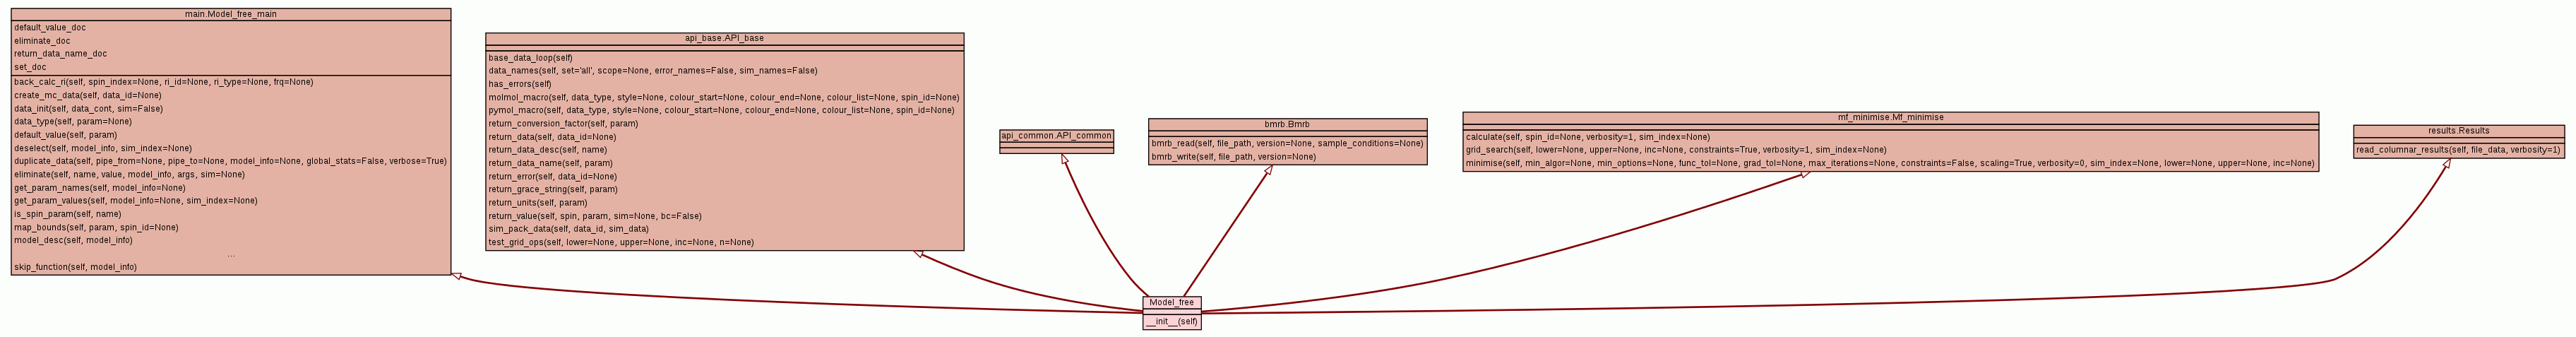 main.Model_free_main
default_value_doc
eliminate_doc
return_data_name_doc
set_doc
back_calc_ri(self, spin_index=None, ri_id=None, ri_type=None, frq=None)
create_mc_data(self, data_id=None)
data_init(self, data_cont, sim=False)
data_type(self, param=None)
default_value(self, param)
deselect(self, model_info, sim_index=None)
duplicate_data(self, pipe_from=None, pipe_to=None, model_info=None, global_stats=False, verbose=True)
eliminate(self, name, value, model_info, args, sim=None)
get_param_names(self, model_info=None)
get_param_values(self, model_info=None, sim_index=None)
is_spin_param(self, name)
map_bounds(self, param, spin_id=None)
model_desc(self, model_info)
...
skip_function(self, model_info)
api_base.API_base
base_data_loop(self)
data_names(self, set='all', scope=None, error_names=False, sim_names=False)
has_errors(self)
molmol_macro(self, data_type, style=None, colour_start=None, colour_end=None, colour_list=None, spin_id=None)
pymol_macro(self, data_type, style=None, colour_start=None, colour_end=None, colour_list=None, spin_id=None)
return_conversion_factor(self, param)
return_data(self, data_id=None)
return_data_desc(self, name)
return_data_name(self, param)
return_error(self, data_id=None)
return_grace_string(self, param)
return_units(self, param)
return_value(self, spin, param, sim=None, bc=False)
sim_pack_data(self, data_id, sim_data)
test_grid_ops(self, lower=None, upper=None, inc=None, n=None)
api_common.API_common
bmrb.Bmrb
bmrb_read(self, file_path, version=None, sample_conditions=None)
bmrb_write(self, file_path, version=None)
mf_minimise.Mf_minimise
calculate(self, spin_id=None, verbosity=1, sim_index=None)
grid_search(self, lower=None, upper=None, inc=None, constraints=True, verbosity=1, sim_index=None)
minimise(self, min_algor=None, min_options=None, func_tol=None, grad_tol=None, max_iterations=None, constraints=False, scaling=True, verbosity=0, sim_index=None, lower=None, upper=None, inc=None)
results.Results
read_columnar_results(self, file_data, verbosity=1)
Model_free
__init__(self)